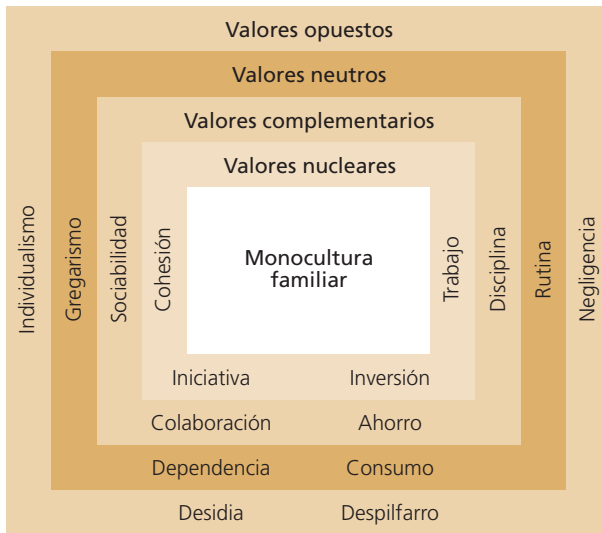 Valores opuestos
Valores neutros
Valores complementarios
Valores nucleares
Individualismo
Gregarismo
Sociabilidad
Cohesión
Monocultura
familiar
Trabajo
Disciplina
Rutina
Negligencia
Iniciativa Inversión
Colaboración Ahorro
Dependencia Consumo
Desidia Despilfarro